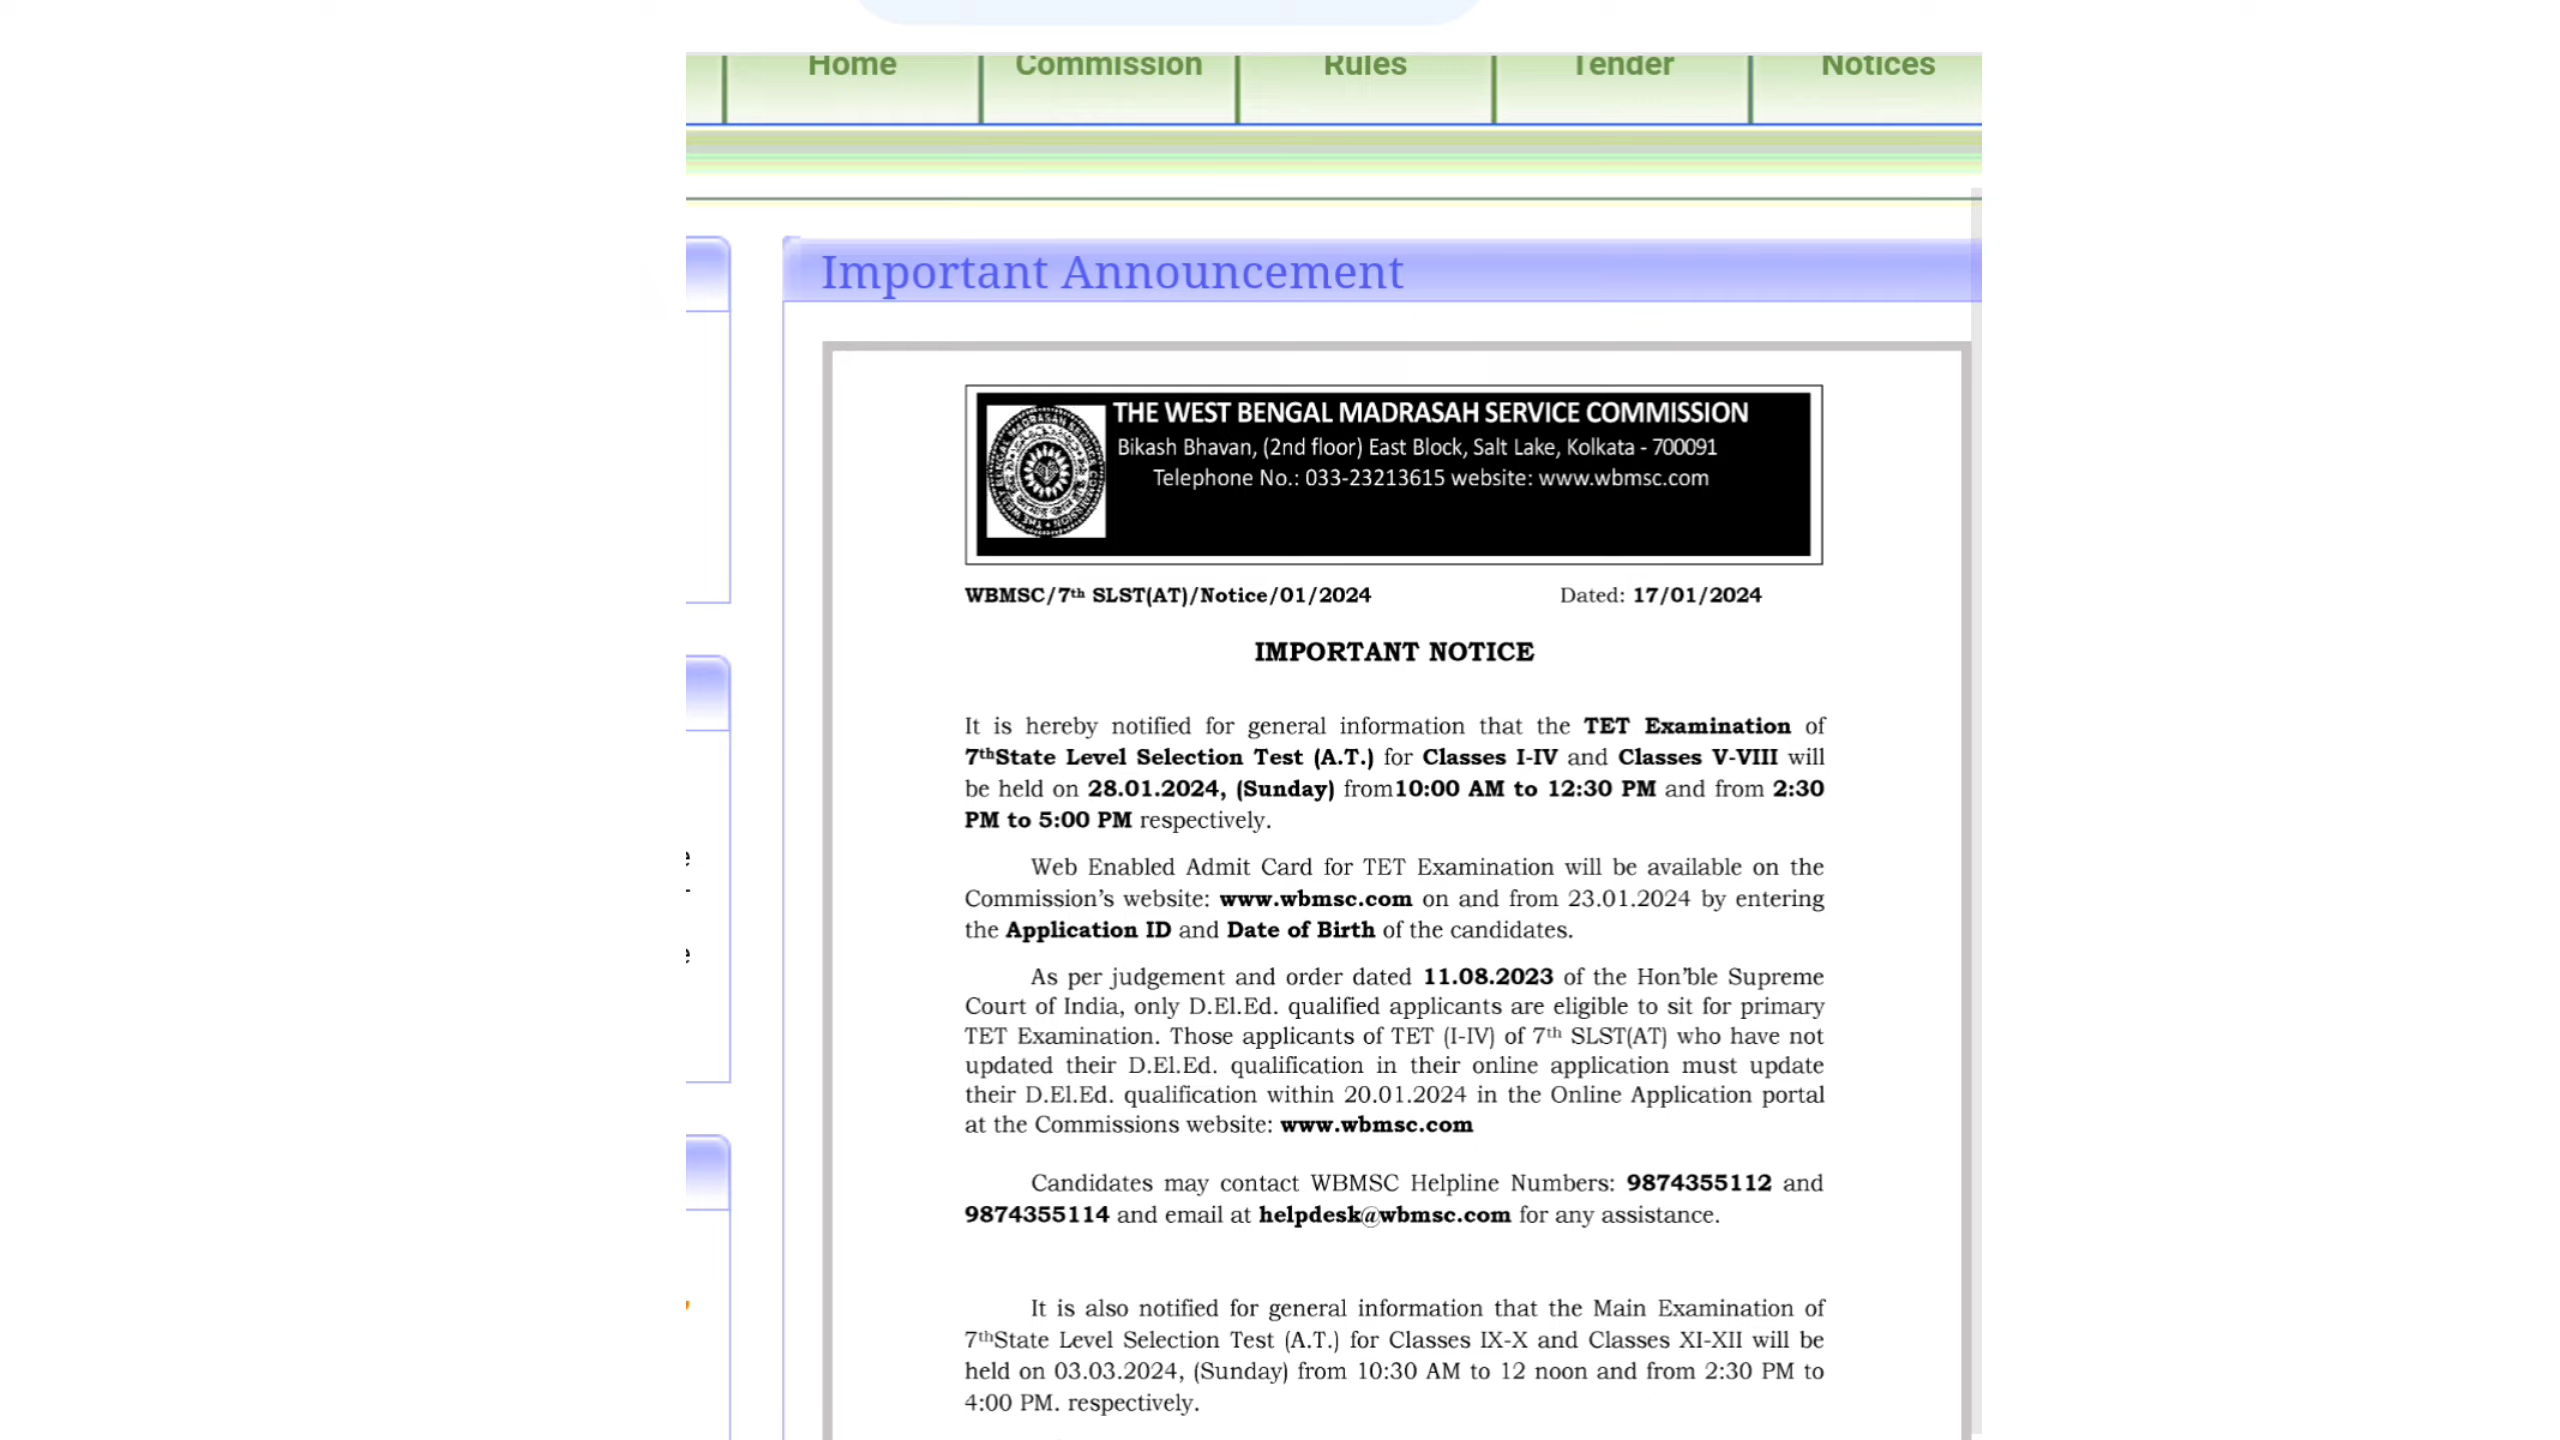 Home Commission Rules Tender Notices
Important Announcement
THE WEST BENGAL MADRASAH SERVICE COMMISSION
Bikash Bhavan, (2nd floor) East Block, Salt Lake, Kolkata - 700091
Telephone No.: 033-23213615 website: www.wbmsc.com
WBMSC/7th SLST(AT)/Notice/01/2024 Dated: 17/01/2024
IMPORTANT NOTICE
It is hereby notified for general information that the TET Examination of
7thState Level Selection Test (A.T.) for Classes I-IV and Classes V-VIII will
be held on 28.01.2024, (Sunday) from10:00 AM to 12:30 PM and from 2:30
PM to 5:00 PM respectively.
Web Enabled Admit Card for TET Examination will be available on the
Commission's website: www.wbmsc.com on and from 23.01.2024 by entering
the Application ID and Date of Birth of the candidates.
As per judgement and order dated 11.08.2023 of the Hon'ble Supreme
Court of India, only D.El.Ed. qualified applicants are eligible to sit for primary
TET Examination. Those applicants of TET (I-IV) of 7th SLST(AT) who have not
updated their D.El.Ed. qualification in their online application must update
their D.El.Ed. qualification within 20.01.2024 in the Online Application portal
at the Commissions website: www.wbmsc.com
Candidates may contact WBMSC Helpline Numbers: 9874355112 and
9874355114 and email at helpdesk@wbmsc.com for any assistance.
It is also notified for general information that the Main Examination of
7thState Level Selection Test (A.T.) for Classes IX-X and Classes XI-XII will be
held on 03.03.2024, (Sunday) from 10:30 AM to 12 noon and from 2:30 PM to
4:00 PM. respectively.